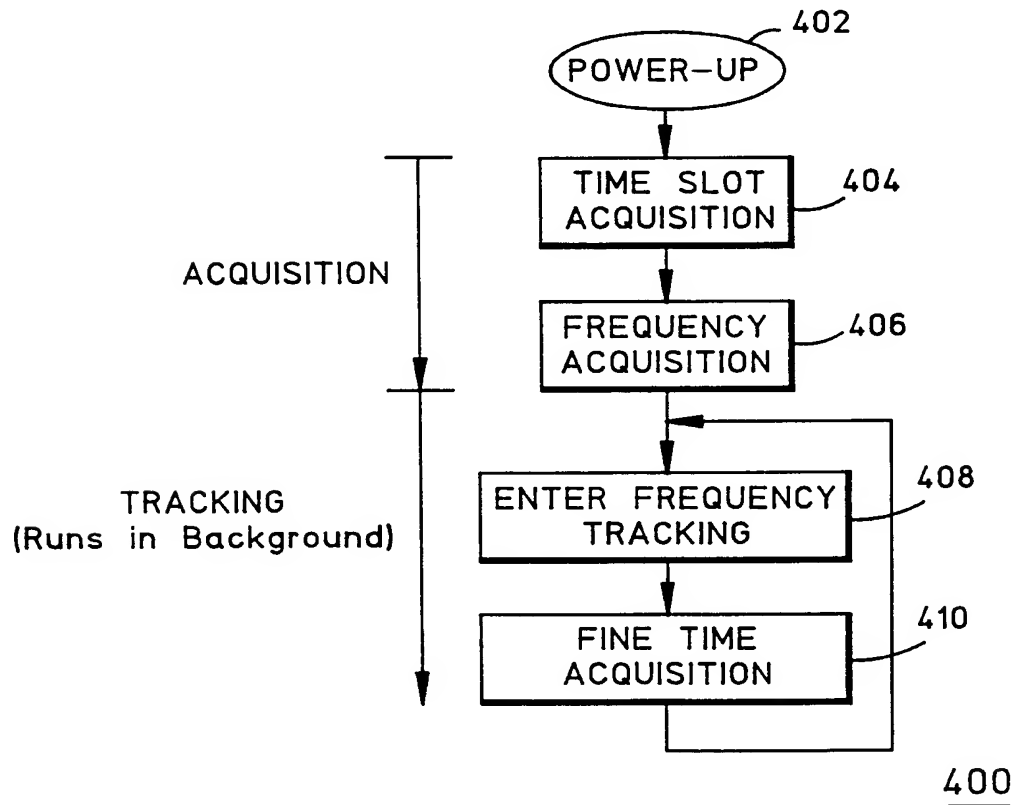 402
POWER-UP
TIME SLOT
ACQUISITION
404
ACQUISITION
FREQUENCY
ACQUISITION
406
TRACKING
(Runs in Background)
ENTER FREQUENCY
TRACKING
408
FINE TIME
ACQUISITION
410
400